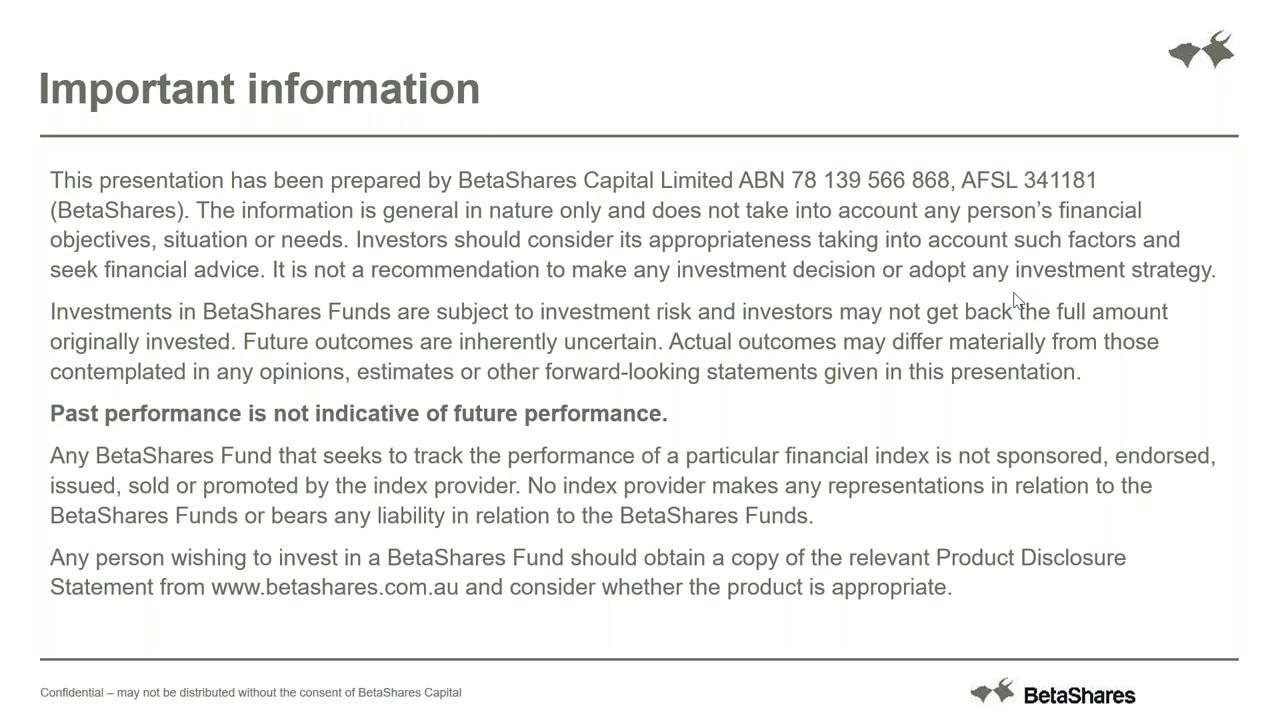 Important information
This presentation has been prepared by BetaShares Capital Limited ABN 78 139 566 868, AFSL 341181
(BetaShares). The information is general in nature only and does not take into account any person’s financial
objectives, situation or needs. Investors should consider its appropriateness taking into account such factors and
seek financial advice. It is not a recommendation to make any investment decision or adopt any investment strategy.
Investments in BetaShares Funds are subject to investment risk and investors may not get back the full amount
originally invested. Future outcomes are inherently uncertain. Actual outcomes may differ materially from those
contemplated in any opinions, estimates or other forward-looking statements given in this presentation.
Past performance is not indicative of future performance.
Any BetaShares Fund that seeks to track the performance of a particular financial index is not sponsored, endorsed,
issued, sold or promoted by the index provider. No index provider makes any representations in relation to the
BetaShares Funds or bears any liability in relation to the BetaShares Funds.
Any person wishing to invest in a BetaShares Fund should obtain a copy of the relevant Product Disclosure
Statement from www.betashares.com.au and consider whether the product is appropriate.
Confidential – may not be distributed without the consent of BetaShares Capital
BetaShares